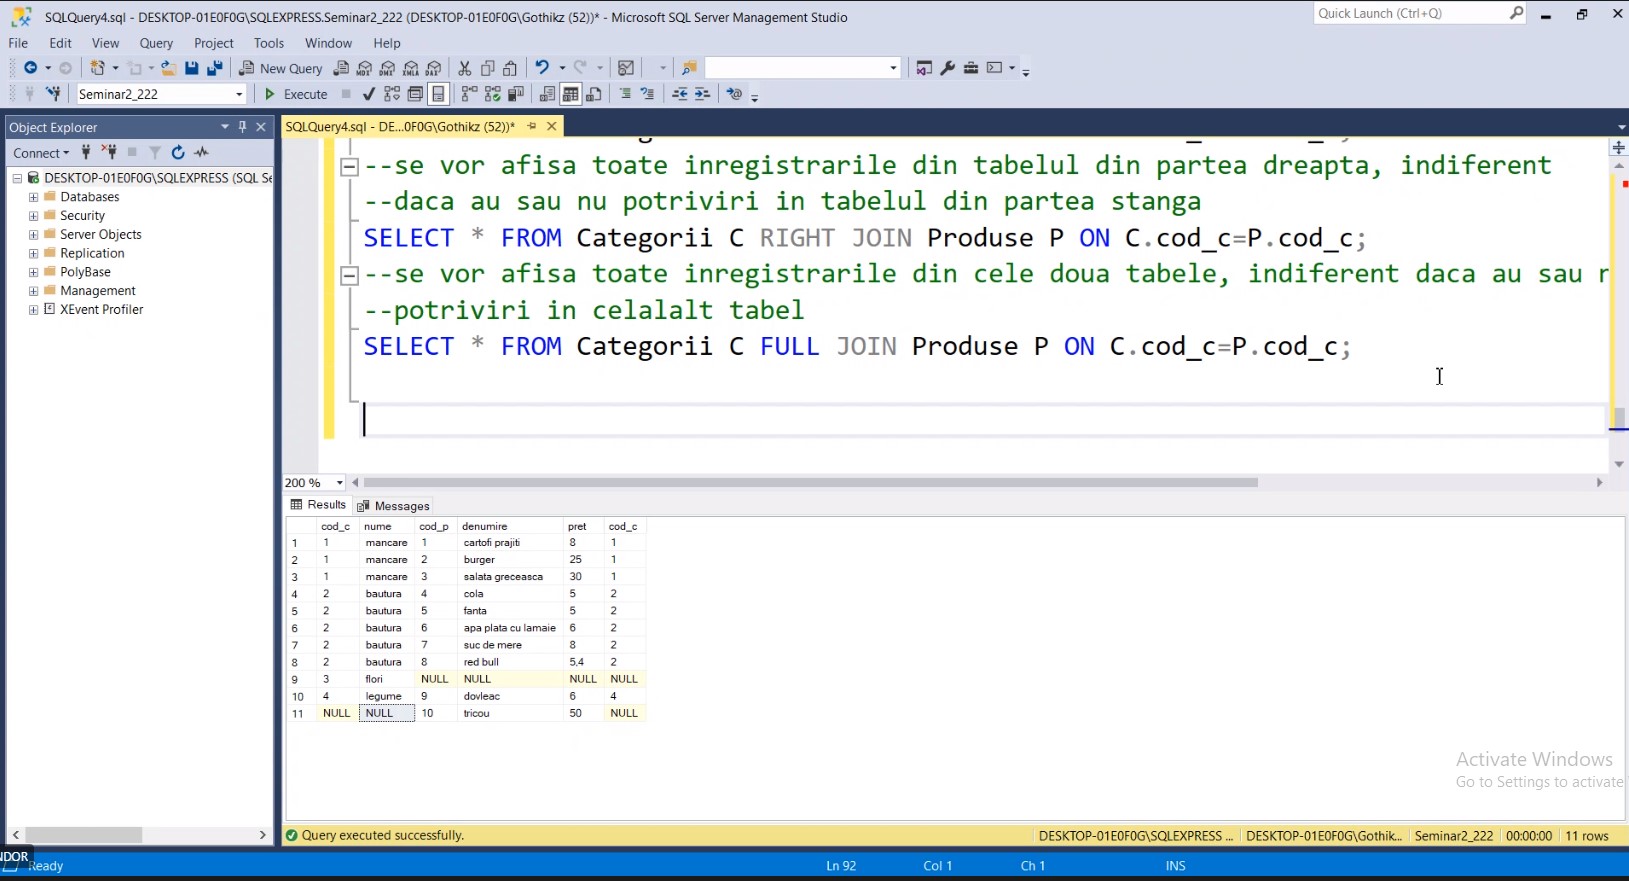 SQLQuery4.sql - DESKTOP-01E0F0G\SQLEXPRESS.Seminar2_222 (DESKTOP-01E0F0G\Gothikz (52))* - Microsoft SQL Server Management Studio
Quick Launch (Ctrl+Q)
File Edit View Query Project Tools Window Help
New Query MDX DMX XMLA DAX
Seminar2_222 Execute
Object Explorer
SQLQuery4.sql - DE...0F0G\Gothikz (52))*
Connect
DESKTOP-01E0F0G\SQLEXPRESS (SQL Se
Databases
Security
Server Objects
Replication
PolyBase
Management
XEvent Profiler
--se vor afisa toate inregistrarile din tabelul din partea dreapta, indiferent
--daca au sau nu potriviri in tabelul din partea stanga
SELECT * FROM Categorii C RIGHT JOIN Produse P ON C.cod_c=P.cod_c;
--se vor afisa toate inregistrarile din cele doua tabele, indiferent daca au sau
--potriviri in celalalt tabel
SELECT * FROM Categorii C FULL JOIN Produse P ON C.cod_c=P.cod_c;
200 %
Results Messages
cod_c nume cod_p denumire pret cod_c
1 1 mancare 1 cartofi prajiti 8 1
2 1 mancare 2 burger 25 1
3 1 mancare 3 salata greceasca 30 1
4 2 bautura 4 cola 5 2
5 2 bautura 5 fanta 5 2
6 2 bautura 6 apa plata cu lamaie 6 2
7 2 bautura 7 suc de mere 8 2
8 2 bautura 8 red bull 5,4 2
9 3 flori NULL NULL NULL NULL
10 4 legume 9 dovleac 6 4
11 NULL NULL 10 tricou 50 NULL
Activate Windows
Go to Settings to activate
Query executed successfully.
DESKTOP-01E0F0G\SQLEXPRESS ... DESKTOP-01E0F0G\Gothik... Seminar2_222 00:00:00 11 rows
NDOR
Ready Ln 92 Col 1 Ch 1 INS